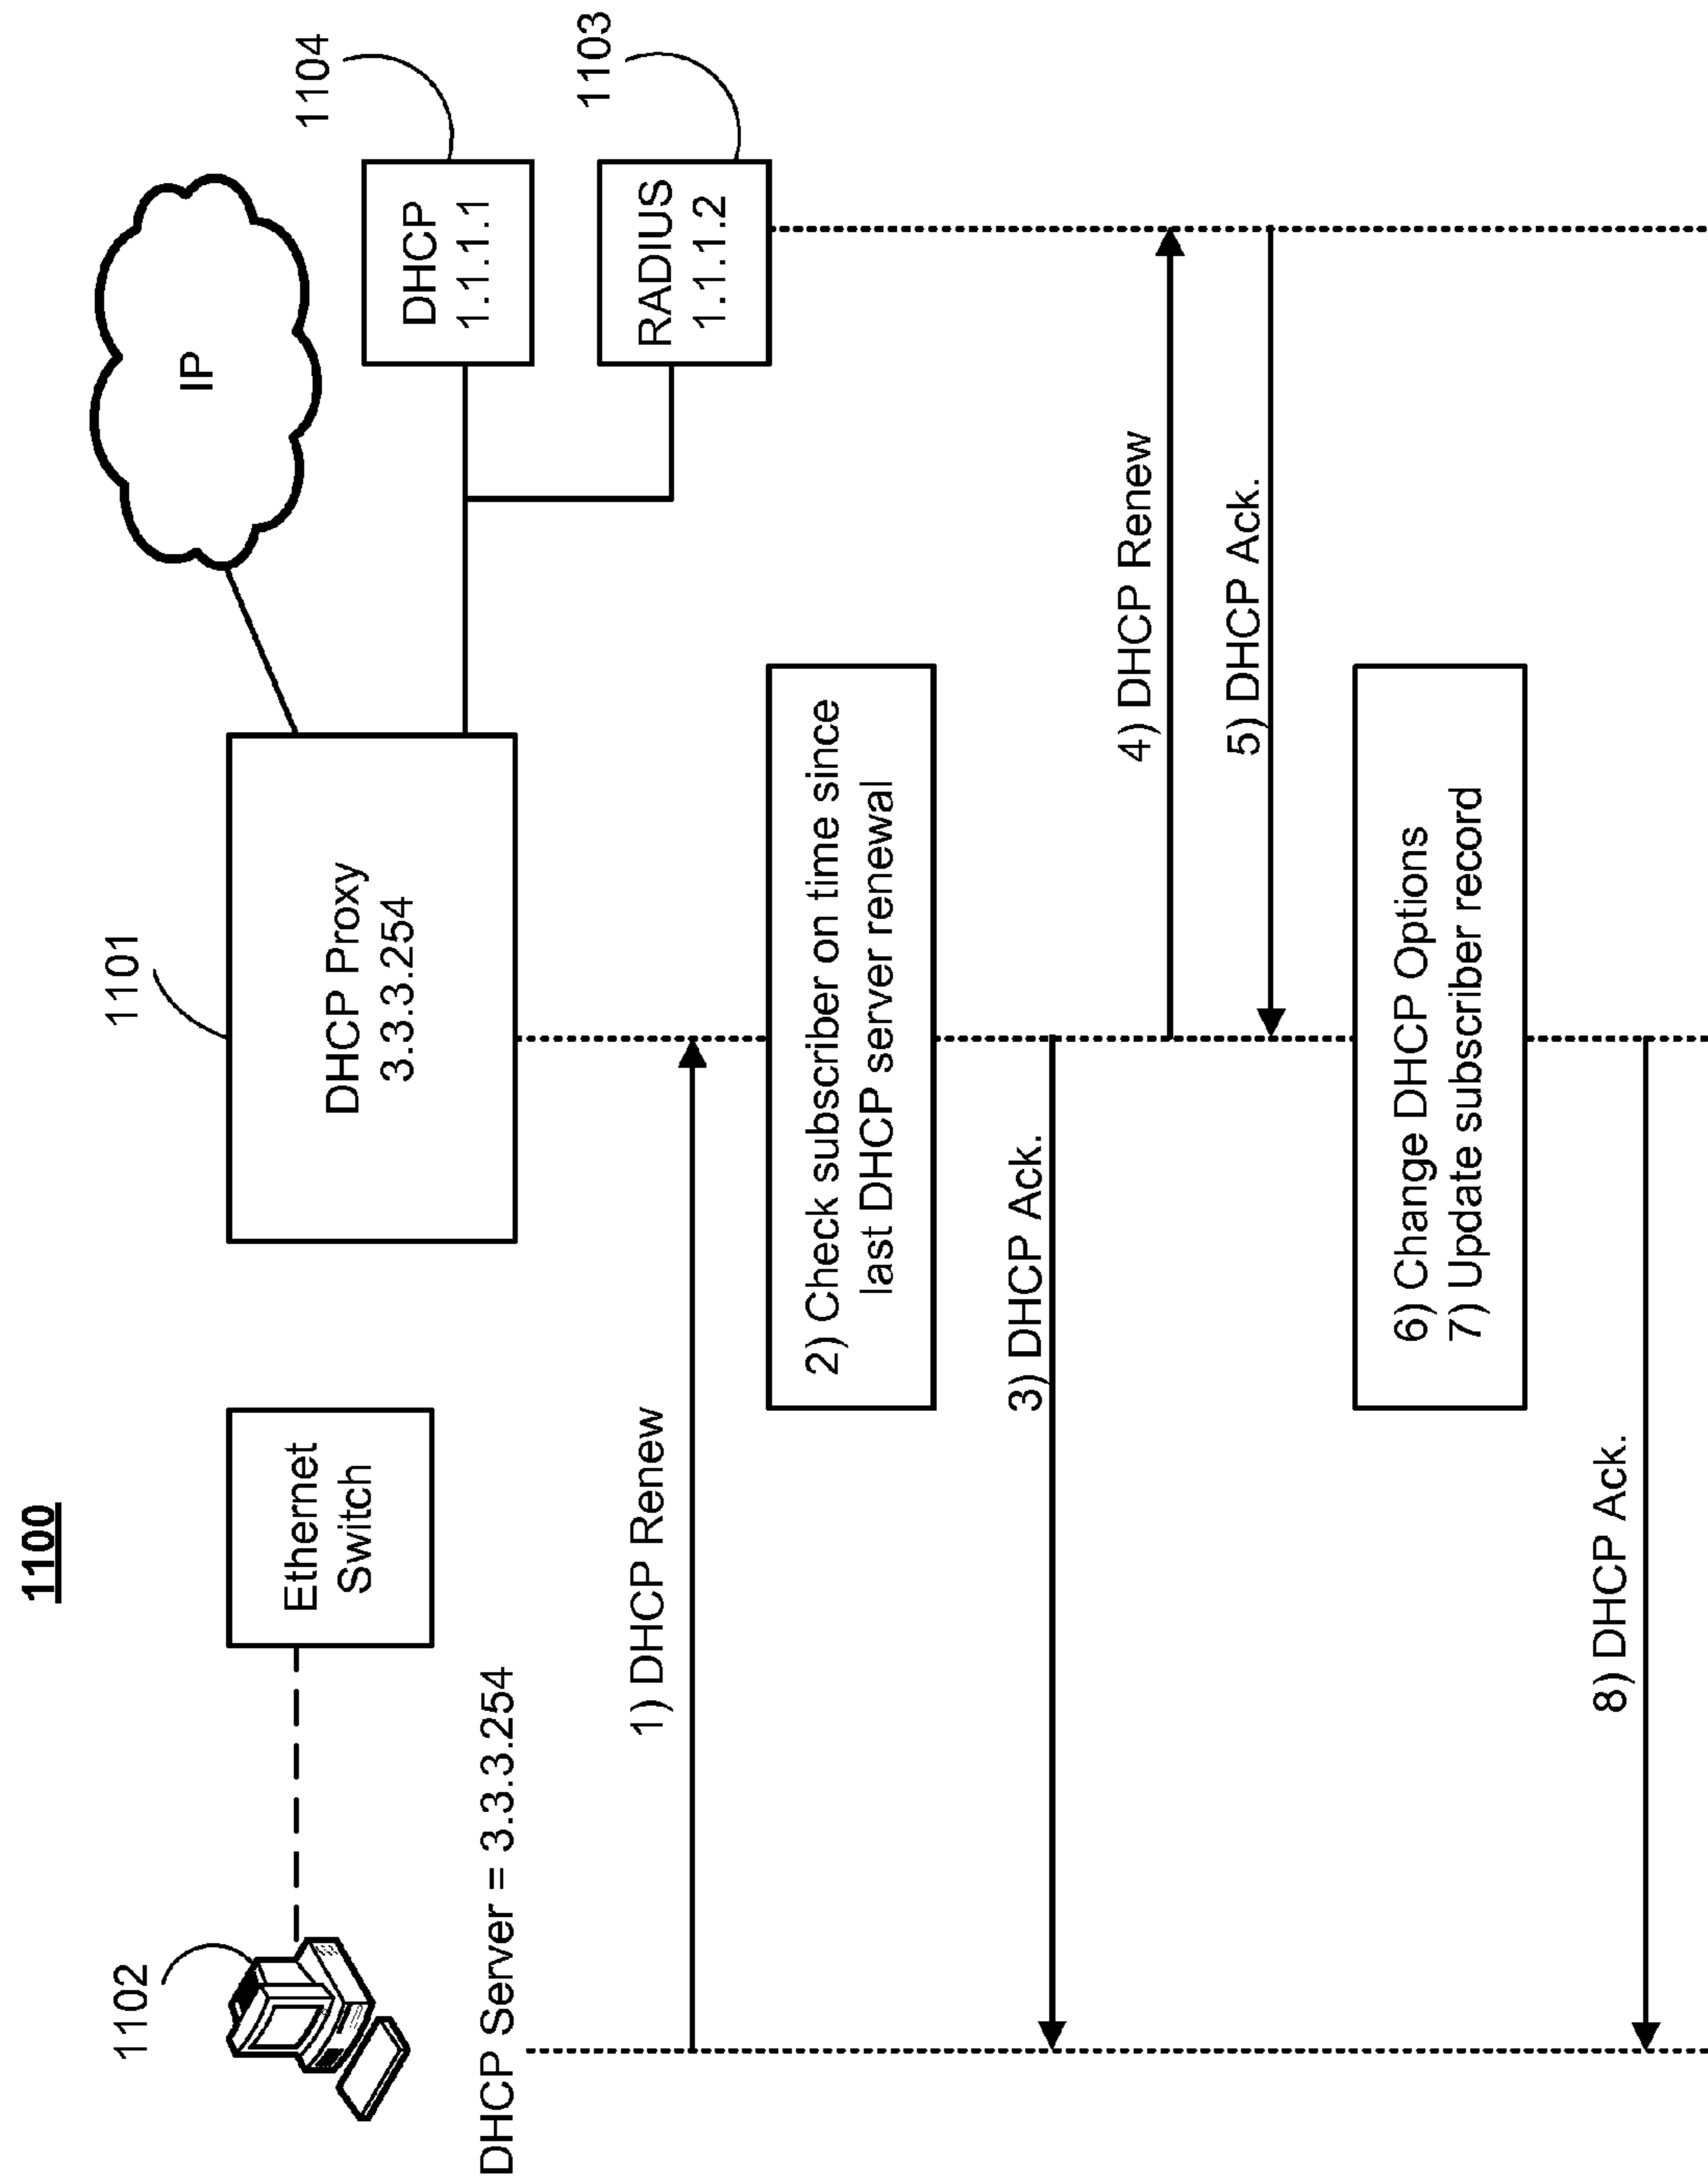 1100
1102
Ethernet
Switch
1101
DHCP Proxy
3.3.3.254
IP
1104
DHCP
1.1.1.1
1103
RADIUS
1.1.1.2
DHCP Server = 3.3.3.254
1) DHCP Renew
2) Check subscriber on time since
last DHCP server renewal
3) DHCP Ack.
4) DHCP Renew
5) DHCP Ack.
6) Change DHCP Options
7) Update subscriber record
8) DHCP Ack.